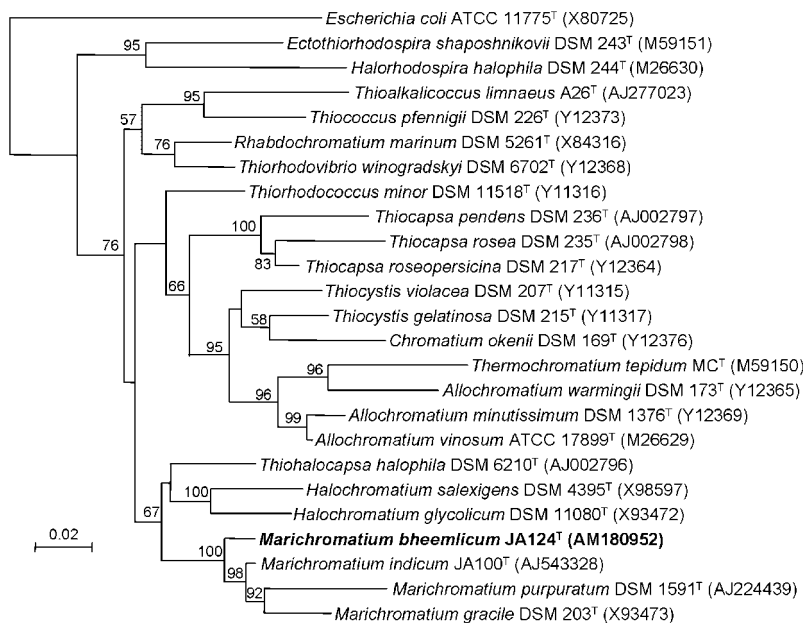 Escherichia coli ATCC 11775ᵀ (X80725)
95 Ectothiorhodospira shaposhnikovii DSM 243ᵀ (M59151)
Halorhodospira halophila DSM 244ᵀ (M26630)
95 Thioalkalicoccus limnaeus A26ᵀ (AJ277023)
57 Thiococcus pfennigii DSM 226ᵀ (Y12373)
76 Rhabdochromatium marinum DSM 5261ᵀ (X84316)
Thiorhodovibrio winogradskyi DSM 6702ᵀ (Y12368)
Thiorhodococcus minor DSM 11518ᵀ (Y11316)
100 Thiocapsa pendens DSM 236ᵀ (AJ002797)
76 Thiocapsa rosea DSM 235ᵀ (AJ002798)
83 Thiocapsa roseopersicina DSM 217ᵀ (Y12364)
66 Thiocystis violacea DSM 207ᵀ (Y11315)
58 Thiocystis gelatinosa DSM 215ᵀ (Y11317)
95 Chromatium okenii DSM 169ᵀ (Y12376)
96 Thermochromatium tepidum MCᵀ (M59150)
96 Allochromatium warmingii DSM 173ᵀ (Y12365)
99 Allochromatium minutissimum DSM 1376ᵀ (Y12369)
Allochromatium vinosum ATCC 17899ᵀ (M26629)
Thiohalocapsa halophila DSM 6210ᵀ (AJ002796)
100 Halochromatium salexigens DSM 4395ᵀ (X98597)
67 Halochromatium glycolicum DSM 11080ᵀ (X93472)
0.02
100 Marichromatium bheemlicum JA124ᵀ (AM180952)
98 Marichromatium indicum JA100ᵀ (AJ543328)
92 Marichromatium purpuratum DSM 1591ᵀ (AJ224439)
Marichromatium gracile DSM 203ᵀ (X93473)